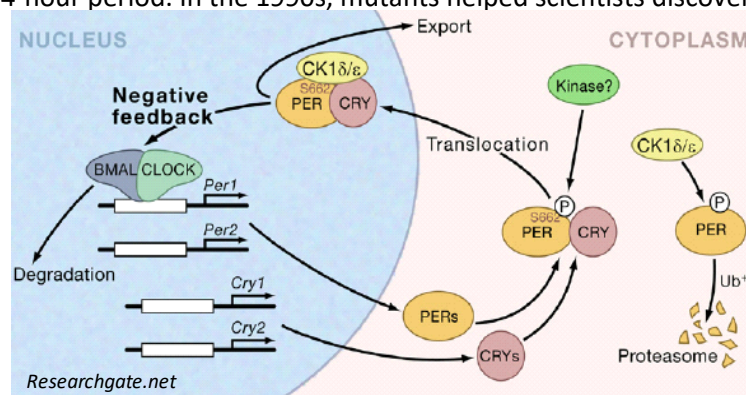 4-hour period. In the 1990s, mutants helped scientists discover
NUCLEUS
Export
CYTOPLASM
CK1δ/ε
S662
PER
CRY
Kinase?
Negative
feedback
Translocation
CK1δ/ε
BMAL
CLOCK
Per1
P
P
S662
PER
CRY
PER
Per2
Degradation
Ub+
Cry1
PERs
Cry2
CRYs
Proteasome
Researchgate.net